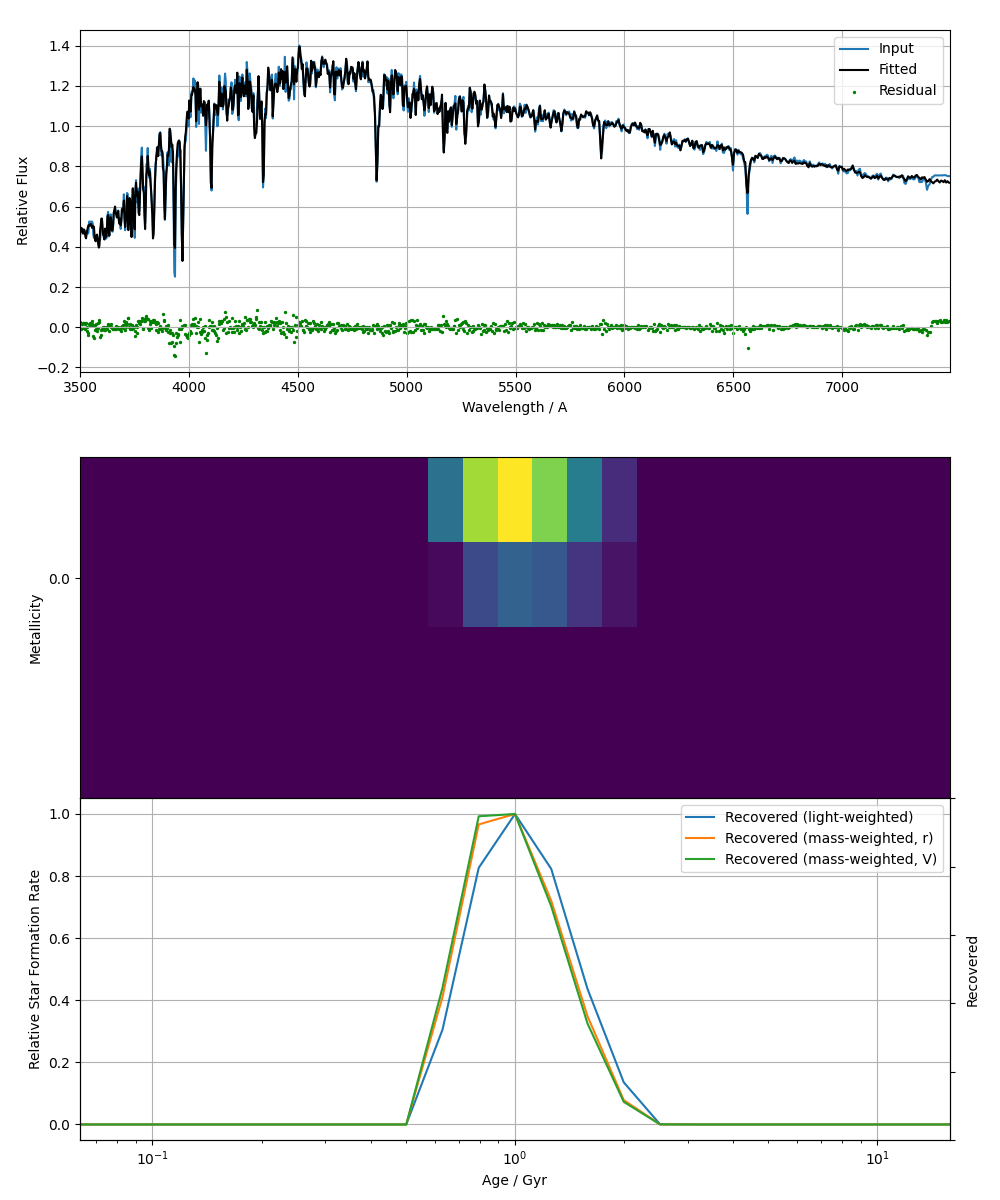 1.4
1.2
1.0
0.8
0.6
0.4
0.2
0.0
−0.2
Relative Flux
Input
Fitted
Residual
3500 4000 4500 5000 5500 6000 6500 7000
Wavelength / A
0.0
Metallicity
1.0
0.8
0.6
0.4
0.2
0.0
Relative Star Formation Rate
Recovered (light-weighted)
Recovered (mass-weighted, r)
Recovered (mass-weighted, V)
Recovered
10⁻¹ 10⁰ 10¹
Age / Gyr